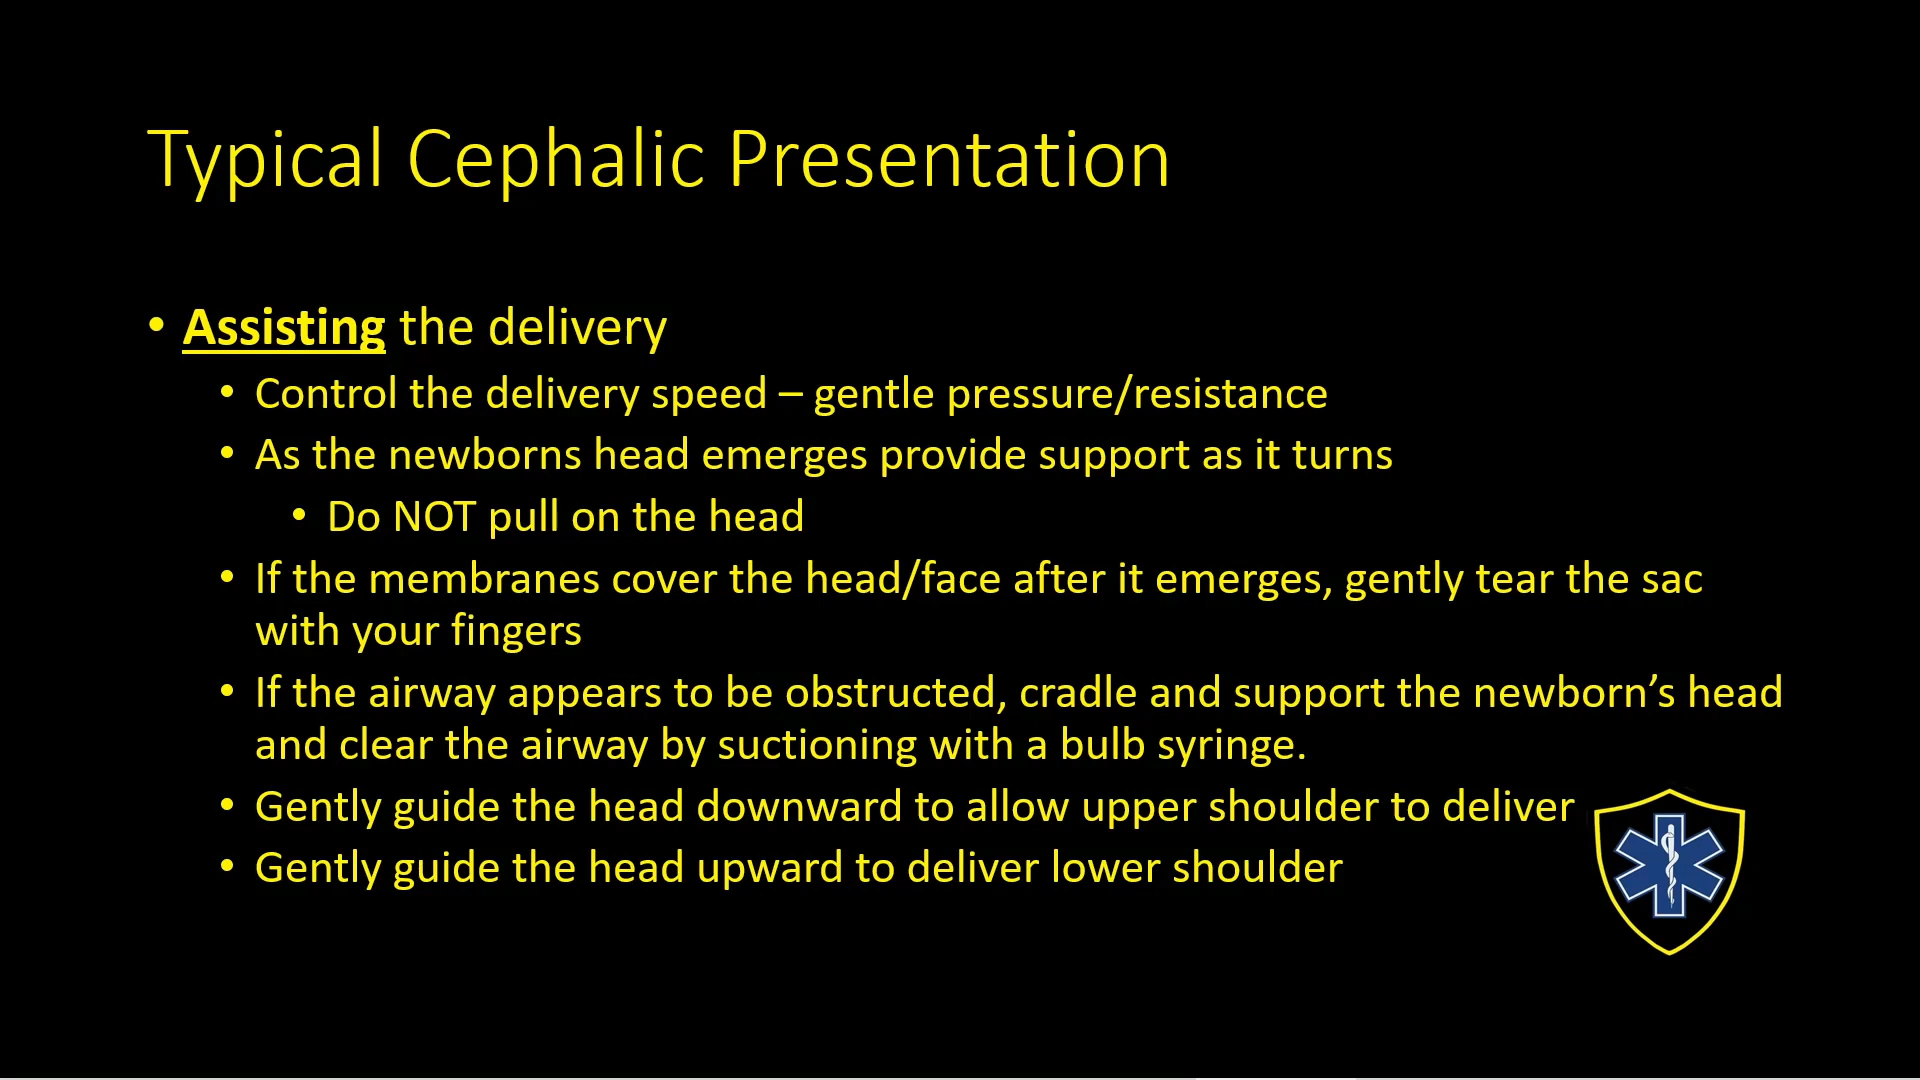 Typical Cephalic Presentation
• Assisting the delivery
• Control the delivery speed – gentle pressure/resistance
• As the newborns head emerges provide support as it turns
• Do NOT pull on the head
• If the membranes cover the head/face after it emerges, gently tear the sac
with your fingers
• If the airway appears to be obstructed, cradle and support the newborn’s head
and clear the airway by suctioning with a bulb syringe.
• Gently guide the head downward to allow upper shoulder to deliver
• Gently guide the head upward to deliver lower shoulder